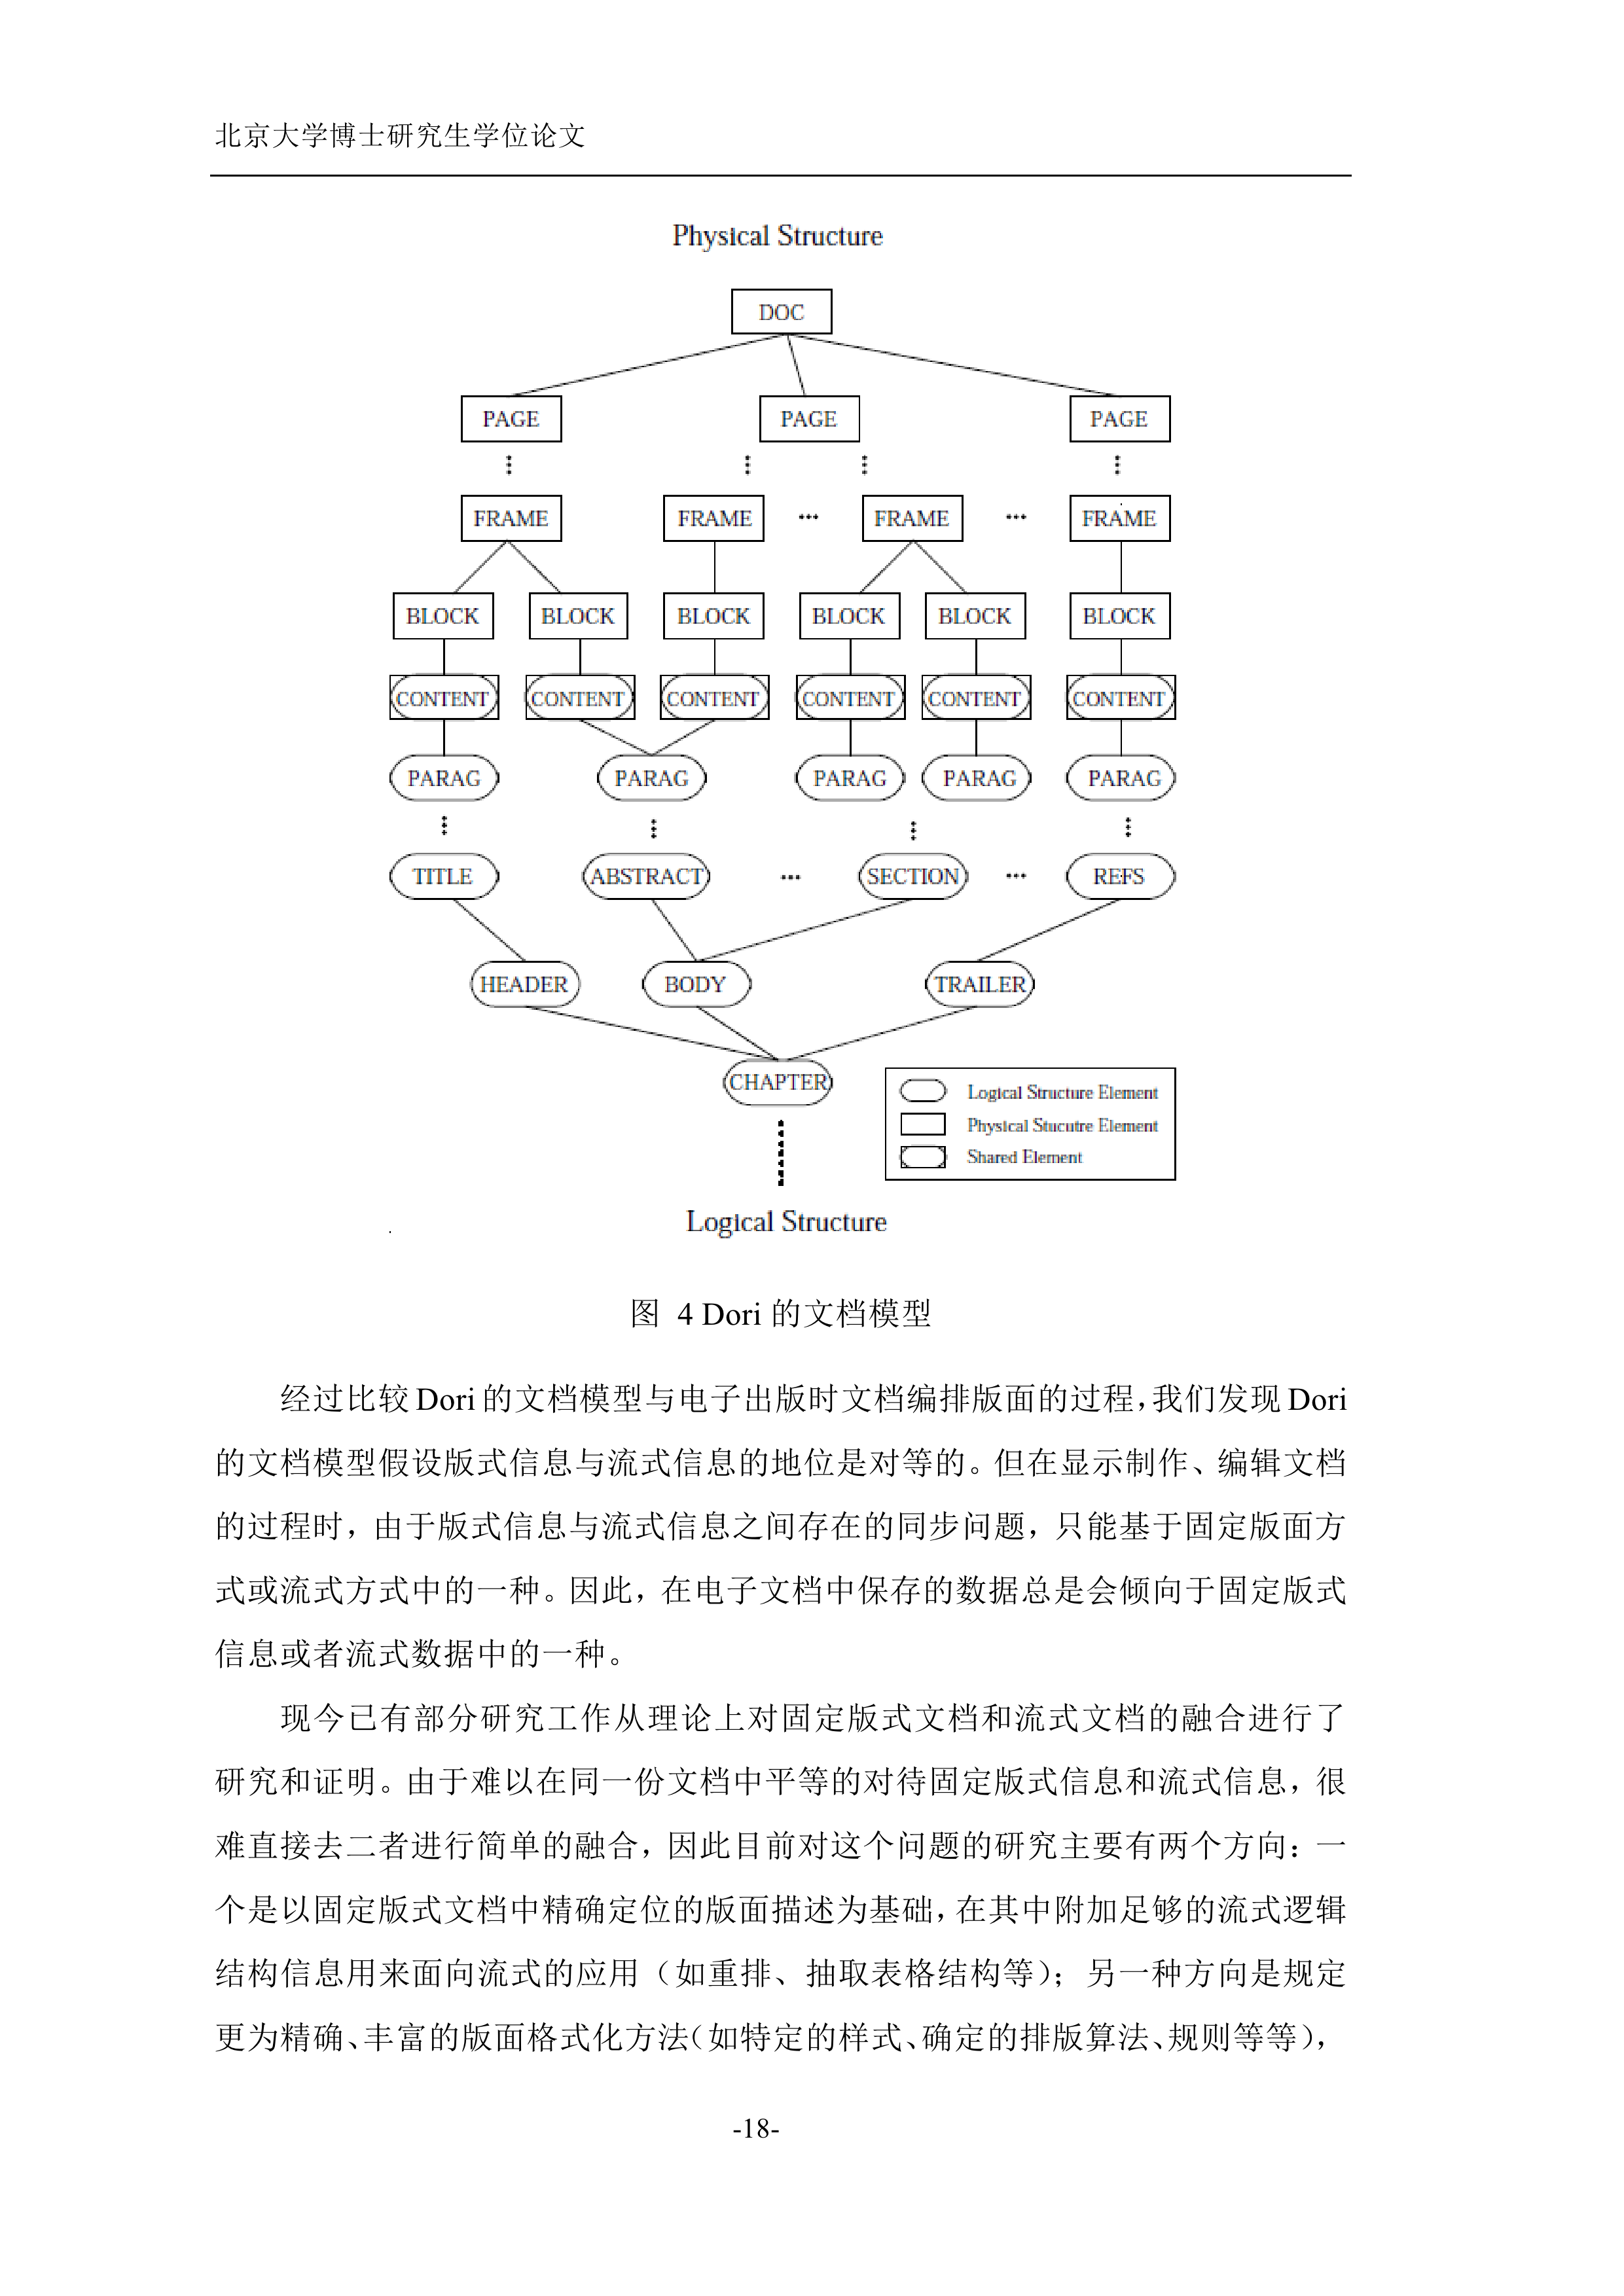 北京大学博士研究生学位论文
Physical Structure
DOC
PAGE PAGE PAGE
FRAME FRAME ... FRAME ... FRAME
BLOCK BLOCK BLOCK BLOCK BLOCK BLOCK
CONTENT CONTENT CONTENT CONTENT CONTENT CONTENT
PARAG PARAG PARAG PARAG PARAG
TITLE ABSTRACT ... SECTION ... REFS
HEADER BODY TRAILER
CHAPTER
Logical Structure Element
Physical Stucutre Element
Shared Element
Logical Structure
图 4 Dori 的文档模型
经过比较 Dori 的文档模型与电子出版时文档编排版面的过程，我们发现 Dori
的文档模型假设版式信息与流式信息的地位是对等的。但在显示制作、编辑文档
的过程时，由于版式信息与流式信息之间存在的同步问题，只能基于固定版面方
式或流式方式中的一种。因此，在电子文档中保存的数据总是会倾向于固定版式
信息或者流式数据中的一种。
现今已有部分研究工作从理论上对固定版式文档和流式文档的融合进行了
研究和证明。由于难以在同一份文档中平等的对待固定版式信息和流式信息，很
难直接去二者进行简单的融合，因此目前对这个问题的研究主要有两个方向：一
个是以固定版式文档中精确定位的版面描述为基础，在其中附加足够的流式逻辑
结构信息用来面向流式的应用（如重排、抽取表格结构等）；另一种方向是规定
更为精确、丰富的版面格式化方法（如特定的样式、确定的排版算法、规则等等），
-18-